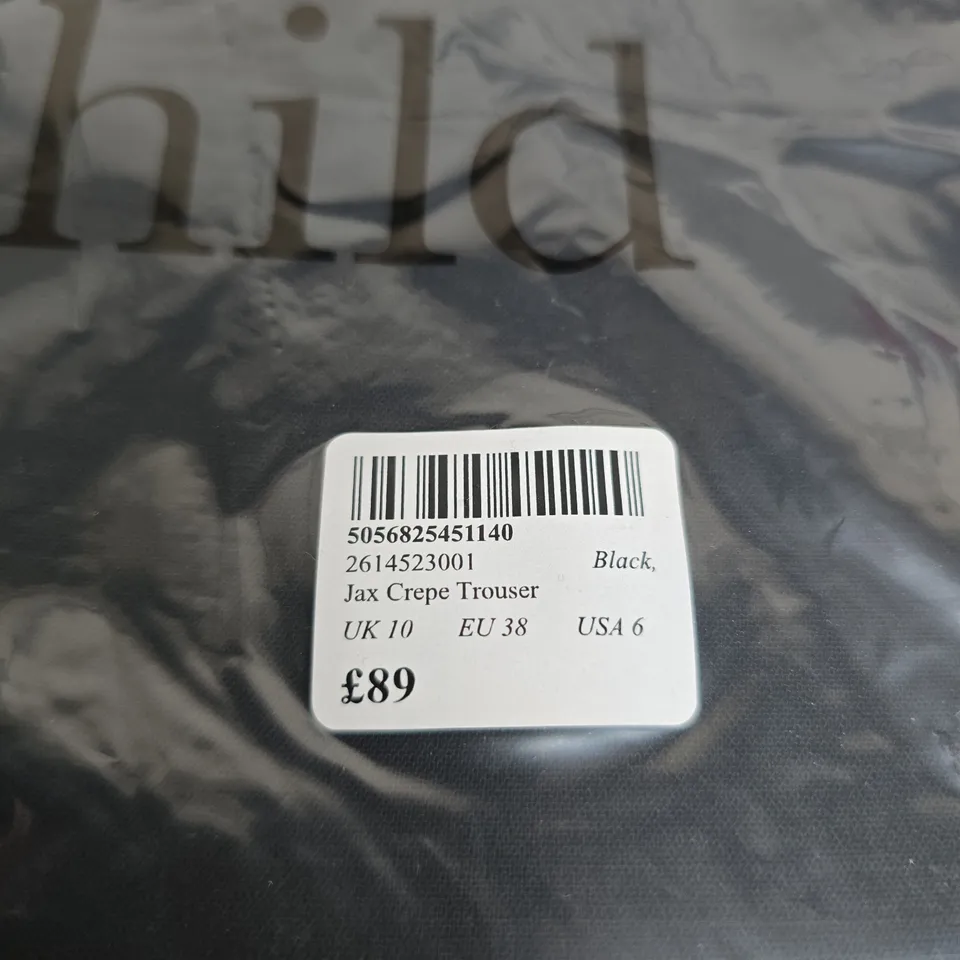 hild
5056825451140
2614523001 Black,
Jax Crepe Trouser
UK 10 EU 38 USA 6
£89